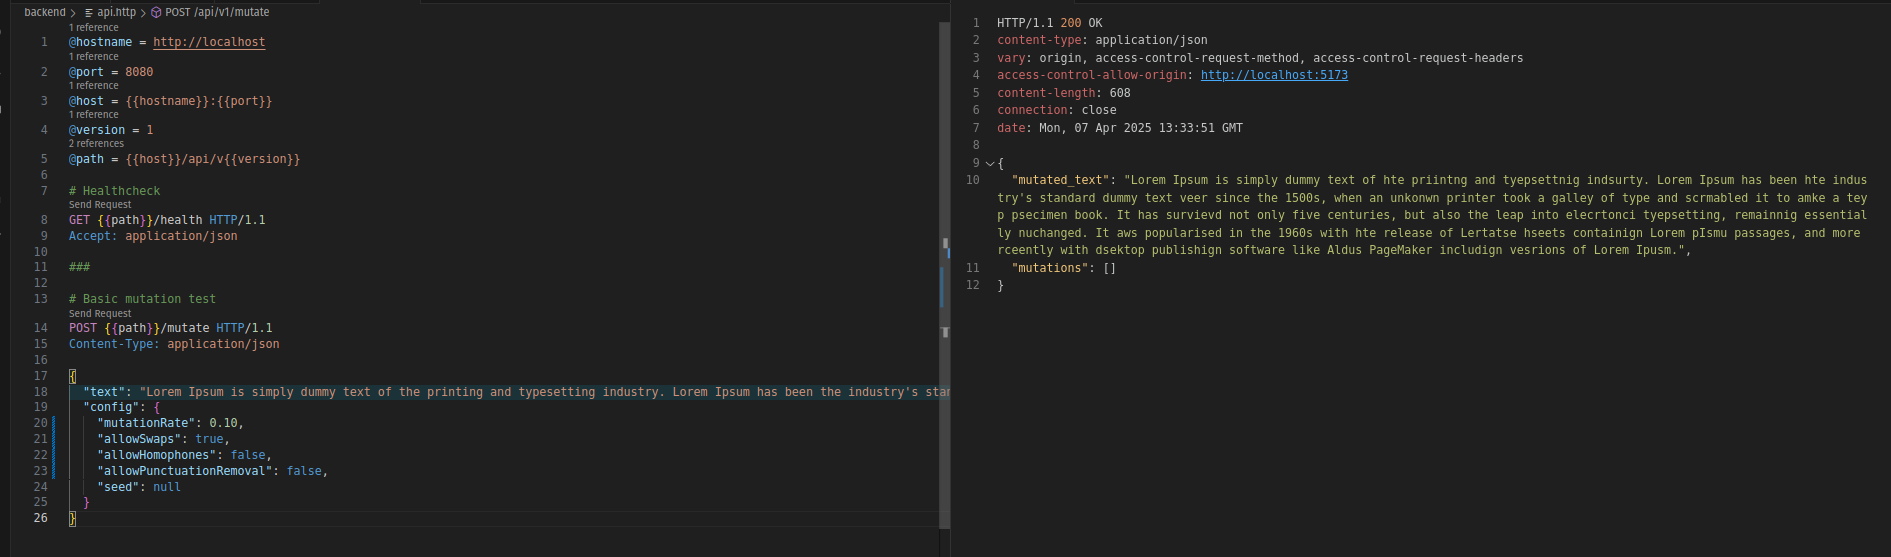 backend > api.http > POST /api/v1/mutate
1 reference
1 @hostname = http://localhost
1 reference
2 @port = 8080
1 reference
3 @host = {{hostname}}:{{port}}
1 reference
4 @version = 1
2 references
5 @path = {{host}}/api/v{{version}}
6
7 # Healthcheck
Send Request
8 GET {{path}}/health HTTP/1.1
9 Accept: application/json
10
11 ###
12
13 # Basic mutation test
Send Request
14 POST {{path}}/mutate HTTP/1.1
15 Content-Type: application/json
16
17 {
18 "text": "Lorem Ipsum is simply dummy text of the printing and typesetting industry. Lorem Ipsum has been the industry's star
19 "config": {
20 "mutationRate": 0.10,
21 "allowSwaps": true,
22 "allowHomophones": false,
23 "allowPunctuationRemoval": false,
24 "seed": null
25 }
26 }
1 HTTP/1.1 200 OK
2 content-type: application/json
3 vary: origin, access-control-request-method, access-control-request-headers
4 access-control-allow-origin: http://localhost:5173
5 content-length: 608
6 connection: close
7 date: Mon, 07 Apr 2025 13:33:51 GMT
8
9 {
10 "mutated_text": "Lorem Ipsum is simply dummy text of hte priintng and tyepsettnig indsurty. Lorem Ipsum has been hte indus
try's standard dummy text veer since the 1500s, when an unkonwn printer took a galley of type and scrmabled it to amke a tey
p psecimen book. It has survievd not only five centuries, but also the leap into elecrtonci tyepsetting, remainnig essential
ly nuchanged. It aws popularised in the 1960s with hte release of Lertatse hseets containign Lorem pIsmu passages, and more
rceently with dsektop publishign software like Aldus PageMaker includign vesrions of Lorem Ipusm.",
11 "mutations": []
12 }